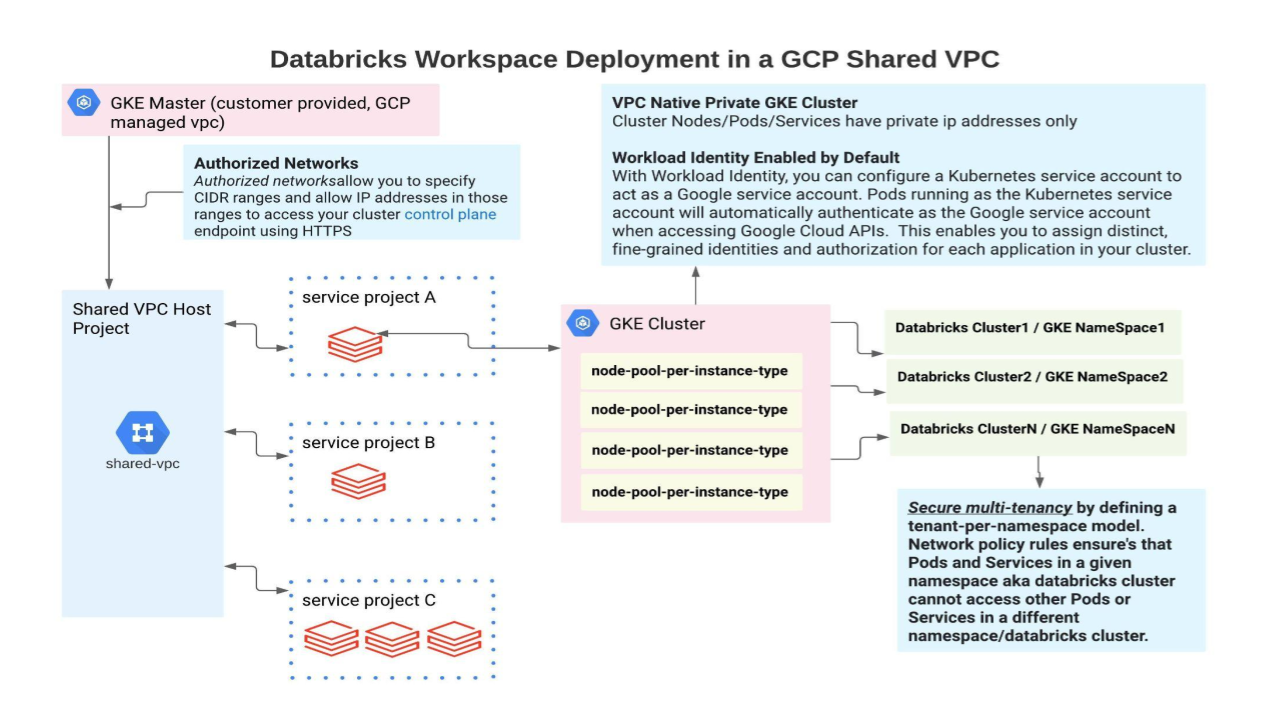 Databricks Workspace Deployment in a GCP Shared VPC
GKE Master (customer provided, GCP
managed vpc)
Authorized Networks
Authorized networksallow you to specify
CIDR ranges and allow IP addresses in those
ranges to access your cluster control plane
endpoint using HTTPS
VPC Native Private GKE Cluster
Cluster Nodes/Pods/Services have private ip addresses only
Workload Identity Enabled by Default
With Workload Identity, you can configure a Kubernetes service account to
act as a Google service account. Pods running as the Kubernetes service
account will automatically authenticate as the Google service account
when accessing Google Cloud APIs.  This enables you to assign distinct,
fine-grained identities and authorization for each application in your cluster.
Shared VPC Host
Project
shared-vpc
service project A
service project B
service project C
GKE Cluster
node-pool-per-instance-type
node-pool-per-instance-type
node-pool-per-instance-type
node-pool-per-instance-type
Databricks Cluster1 / GKE NameSpace1
Databricks Cluster2 / GKE NameSpace2
Databricks ClusterN / GKE NameSpaceN
Secure multi-tenancy by defining a
tenant-per-namespace model.
Network policy rules ensure's that
Pods and Services in a given
namespace aka databricks cluster
cannot access other Pods or
Services in a different
namespace/databricks cluster.